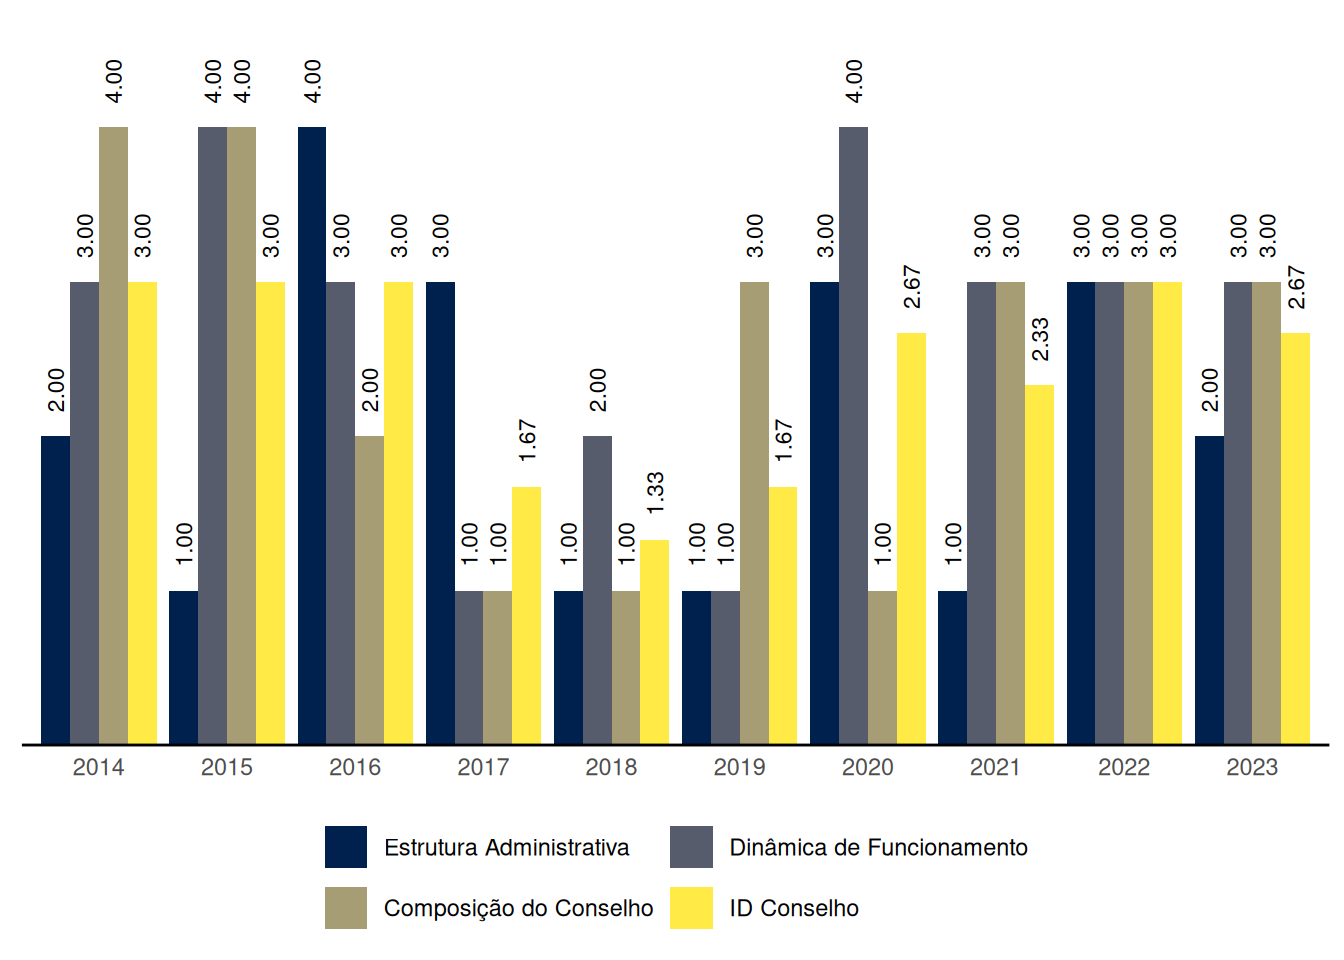 2.00 3.00 4.00 3.00
1.00 4.00 4.00 3.00
4.00 3.00 2.00 3.00
3.00 1.00 1.00 1.67
1.00 2.00 1.00 1.33
1.00 1.00 3.00 1.67
3.00 4.00 1.00 2.67
1.00 3.00 3.00 2.33
3.00 3.00 3.00 3.00
2.00 3.00 3.00 2.67
2014 2015 2016 2017 2018 2019 2020 2021 2022 2023
Estrutura Administrativa Dinâmica de Funcionamento
Composição do Conselho ID Conselho